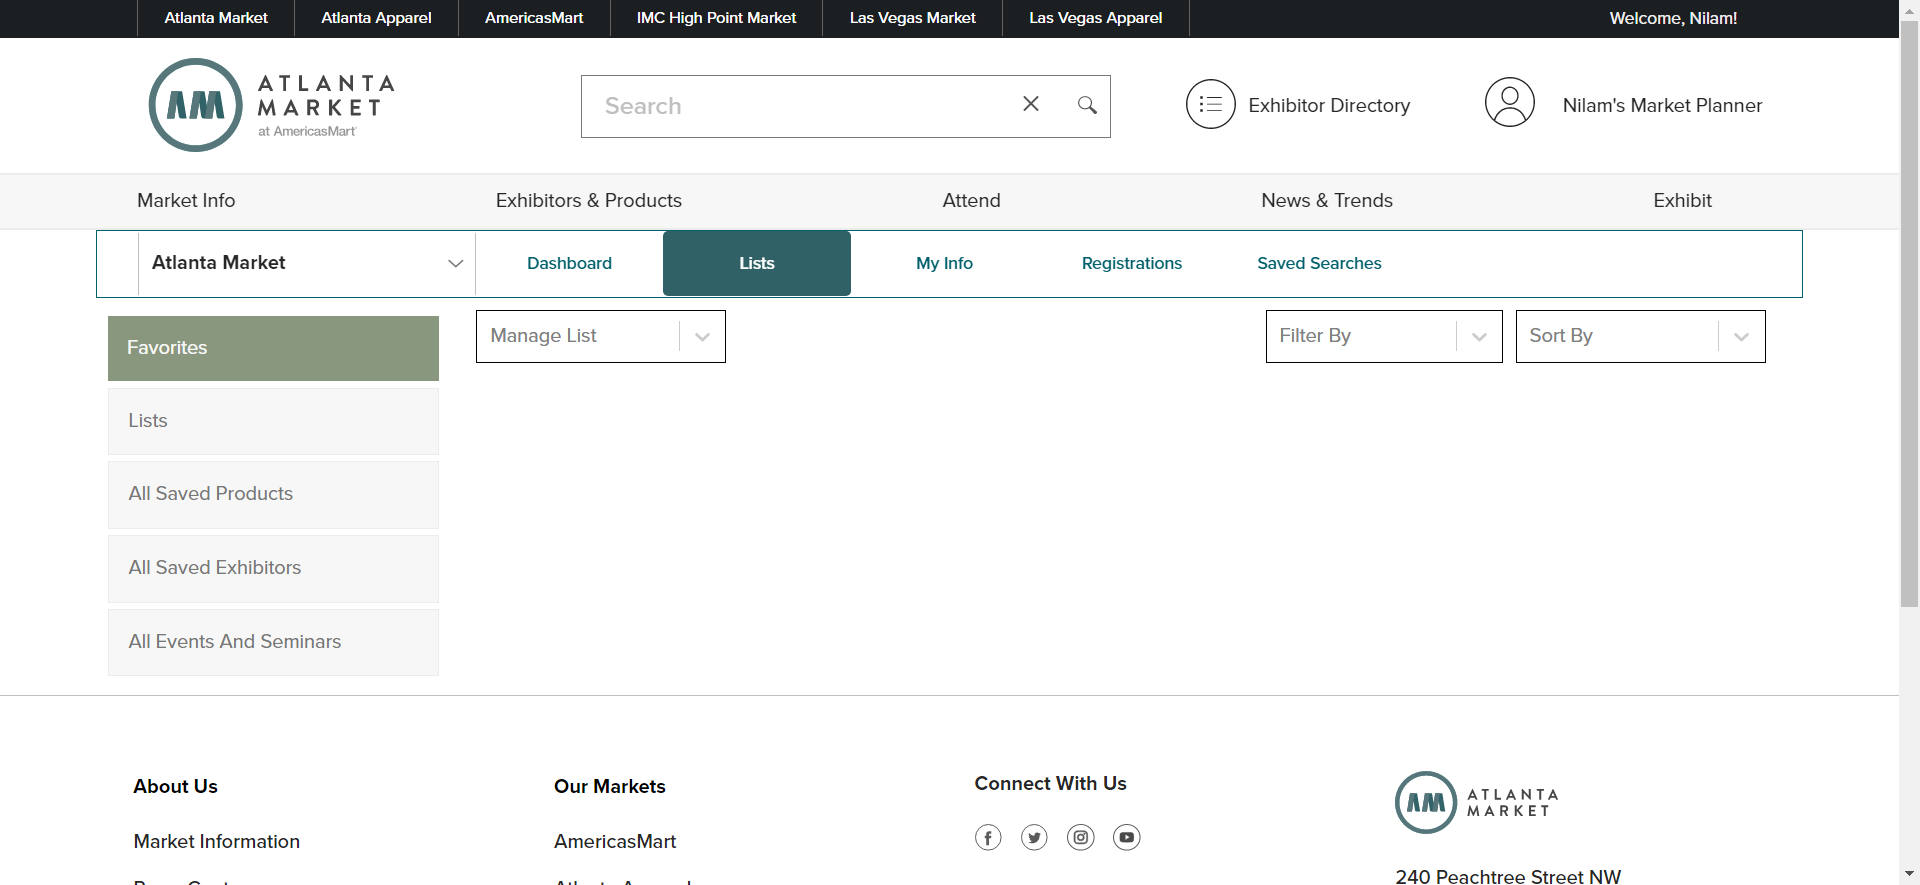 Atlanta Market Atlanta Apparel AmericasMart IMC High Point Market Las Vegas Market Las Vegas Apparel Welcome, Nilam!
AM ATLANTA
MARKET
at AmericasMart
Search
Exhibitor Directory
Nilam's Market Planner
Market Info Exhibitors & Products Attend News & Trends Exhibit
Atlanta Market Dashboard Lists My Info Registrations Saved Searches
Favorites
Lists
All Saved Products
All Saved Exhibitors
All Events And Seminars
Manage List Filter By Sort By
About Us
Market Information
Our Markets
AmericasMart
Connect With Us
AM ATLANTA
MARKET
240 Peachtree Street NW